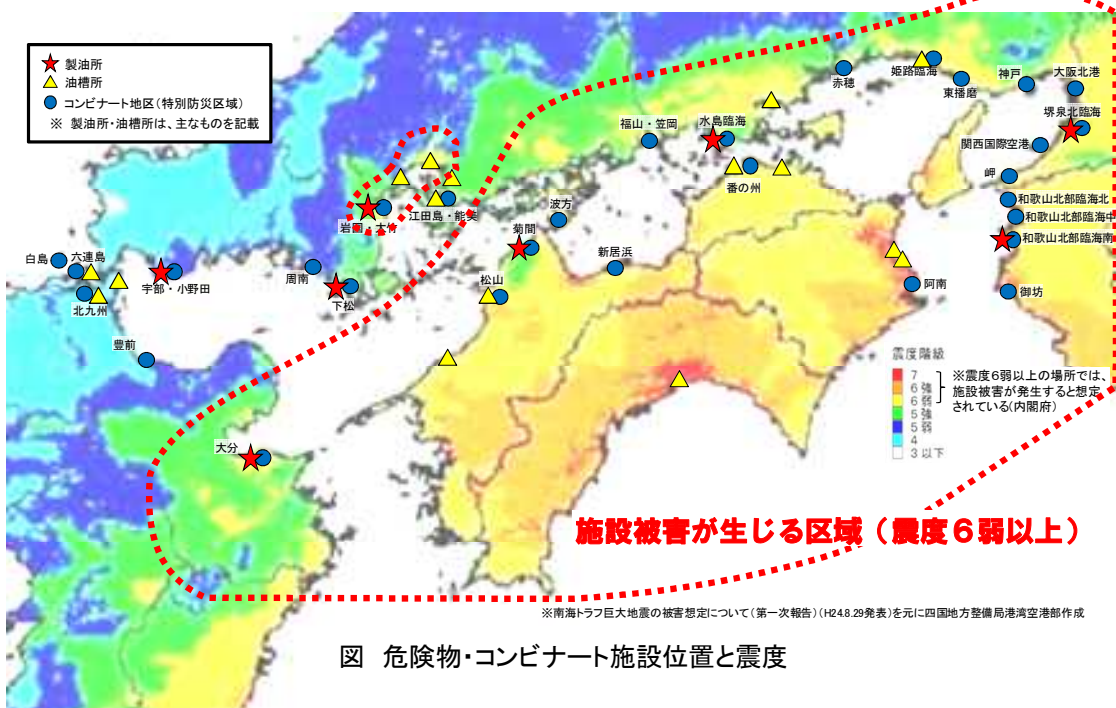 製油所
油槽所
コンビナート地区(特別防災区域)
※ 製油所・油槽所は、主なものを記載
赤穂
姫路臨海
東播磨
神戸
大阪北港
堺泉北臨海
関西国際空港
岬
福山・笠岡
水島臨海
番の州
和歌山北部臨海北
和歌山北部臨海中
和歌山北部臨海南
御坊
江田島・能美
岩国・大竹
波方
菊間
新居浜
阿南
白島
六連島
北九州
宇部・小野田
周南
下松
松山
豊前
大分
震度階級
7
6強
6弱
5強
5弱
4
3以下
※震度6弱以上の場所では、
施設被害が発生すると想定
されている(内閣府)
施設被害が生じる区域（震度６弱以上）
※南海トラフ巨大地震の被害想定について(第一次報告)(H24.8.29発表)を元に四国地方整備局港湾空港部作成
図 危険物・コンビナート施設位置と震度